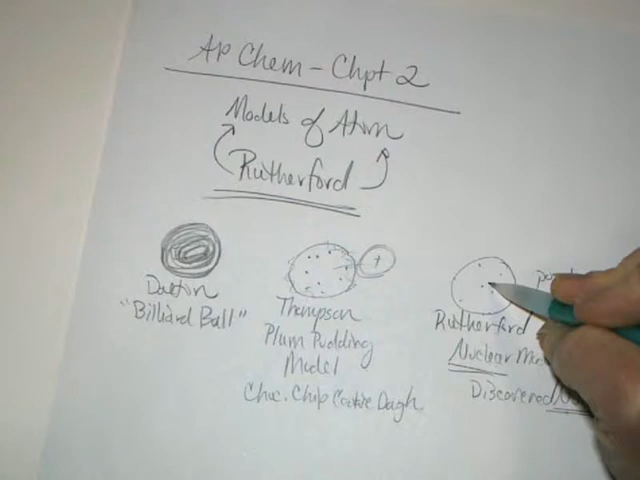 AP Chem - Chpt 2
Models of Atom
Rutherford
+
Dalton
"Billiard Ball"
Thompson
Plum Pudding
Model
Choc. Chip Cookie Dough
Rutherford
Nuclear
Discovered